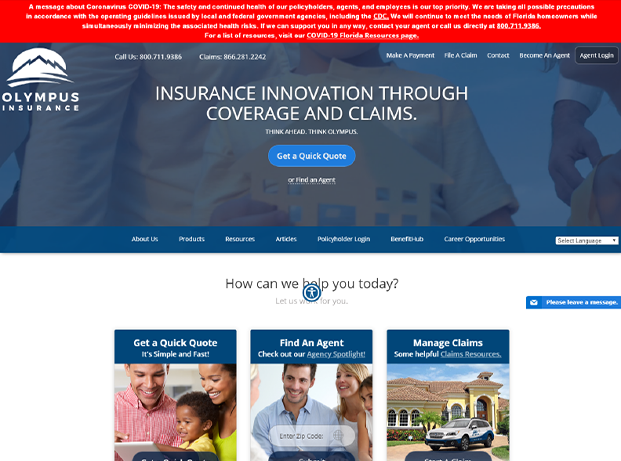 A message about Coronavirus COVID-19: The safety and continued health of our policyholders, agents, and employees is our top priority. We are taking all possible precautions
in accordance with the operating guidelines issued by local and federal government agencies, including the CDC. We will continue to meet the needs of Florida homeowners while
simultaneously minimizing the associated health risks. If we can support you in any way, contact your agent or call us directly at 800.711.9386.
For a list of resources, visit our COVID-19 Florida Resources page.
Call Us: 800.711.9386 Claims: 866.281.2242 Make A Payment File A Claim Contact Become An Agent Agent Login
OLYMPUS
INSURANCE
INSURANCE INNOVATION THROUGH
COVERAGE AND CLAIMS.
THINK AHEAD. THINK OLYMPUS.
Get a Quick Quote
or Find an Agent
About Us Products Resources Articles Policyholder Login BenefitHub Career Opportunities Select Language
How can we help you today?
Let us work for you.
Please leave a message.
Get a Quick Quote Find An Agent Manage Claims
It's Simple and Fast! Check out our Agency Spotlight! Some helpful Claims Resources.
Enter Zip Code:
Submit
Start A Claim